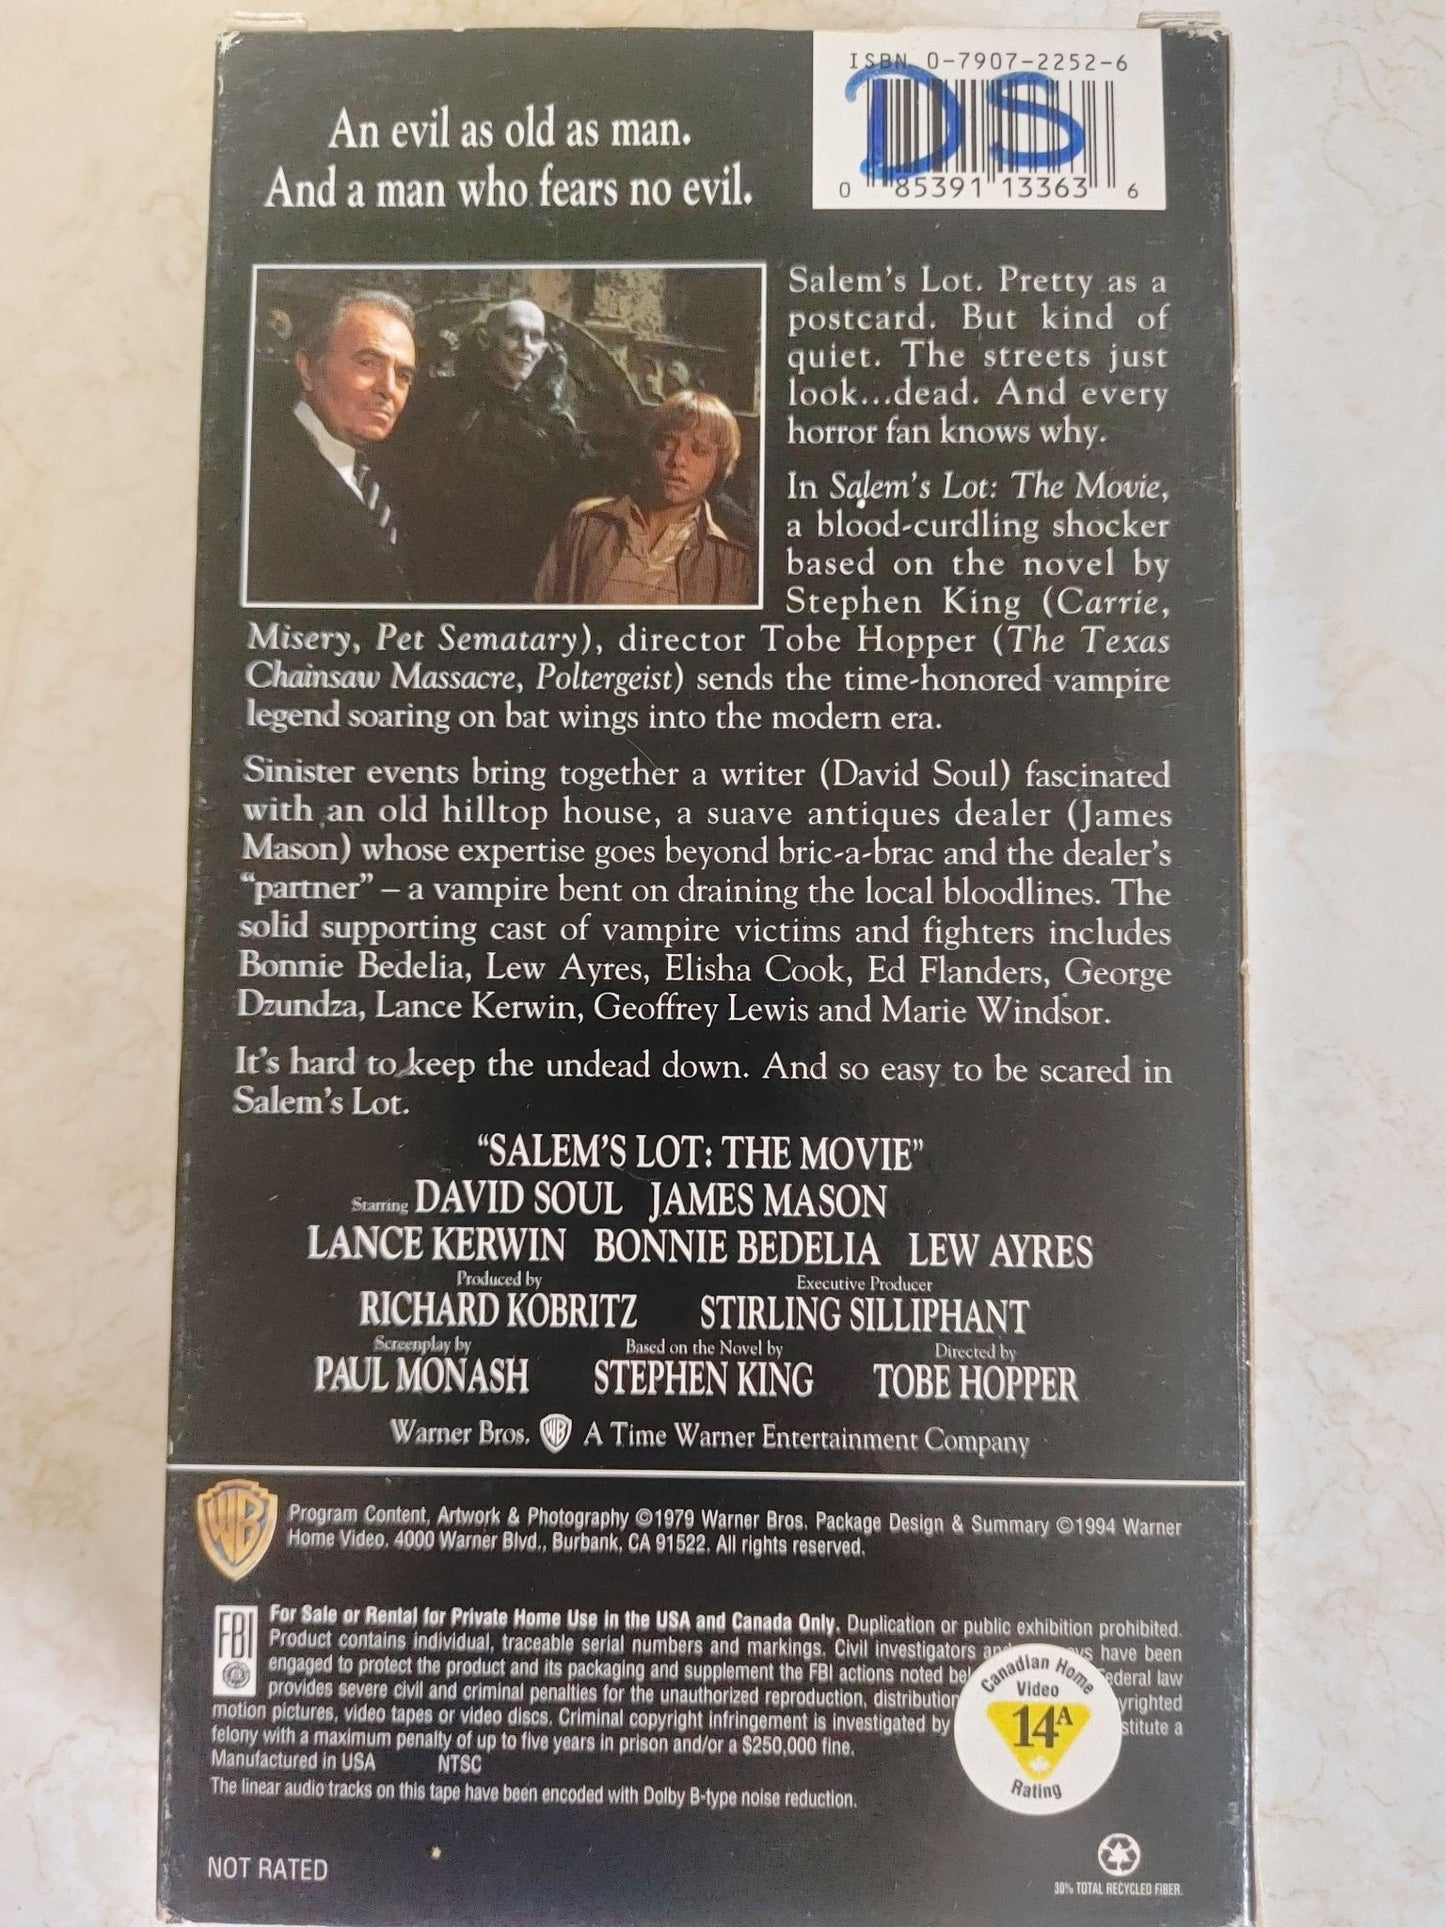 ISBN 0-7907-2252-6
DS
0 85391 13363 6
An evil as old as man.
And a man who fears no evil.
Salem's Lot. Pretty as a
postcard. But kind of
quiet. The streets just
look...dead. And every
horror fan knows why.
In Salem's Lot: The Movie,
a blood-curdling shocker
based on the novel by
Stephen King (Carrie,
Misery, Pet Sematary), director Tobe Hopper (The Texas
Chainsaw Massacre, Poltergeist) sends the time-honored vampire
legend soaring on bat wings into the modern era.
Sinister events bring together a writer (David Soul) fascinated
with an old hilltop house, a suave antiques dealer (James
Mason) whose expertise goes beyond bric-a-brac and the dealer's
"partner" – a vampire bent on draining the local bloodlines. The
solid supporting cast of vampire victims and fighters includes
Bonnie Bedelia, Lew Ayres, Elisha Cook, Ed Flanders, George
Dzundza, Lance Kerwin, Geoffrey Lewis and Marie Windsor.
It's hard to keep the undead down. And so easy to be scared in
Salem's Lot.
"SALEM'S LOT: THE MOVIE"
Starring DAVID SOUL JAMES MASON
LANCE KERWIN BONNIE BEDELIA LEW AYRES
Produced by Executive Producer
RICHARD KOBRITZ STIRLING SILLIPHANT
Screenplay by Based on the Novel by Directed by
PAUL MONASH STEPHEN KING TOBE HOPPER
Warner Bros. WB A Time Warner Entertainment Company
WB
Program Content, Artwork & Photography ©1979 Warner Bros. Package Design & Summary ©1994 Warner
Home Video. 4000 Warner Blvd., Burbank, CA 91522. All rights reserved.
FBI
For Sale or Rental for Private Home Use in the USA and Canada Only. Duplication or public exhibition prohibited.
Product contains individual, traceable serial numbers and markings. Civil investigators have been
engaged to protect the product and its packaging and supplement the FBI actions noted law
provides severe civil and criminal penalties for the unauthorized reproduction, distribution
motion pictures, video tapes or video discs. Criminal copyright infringement is investigated by a
felony with a maximum penalty of up to five years in prison and/or a $250,000 fine.
Manufactured in USA NTSC
The linear audio tracks on this tape have been encoded with Dolby B-type noise reduction.
Canadian Home
Video
14A
Rating
NOT RATED
30% TOTAL RECYCLED FIBER